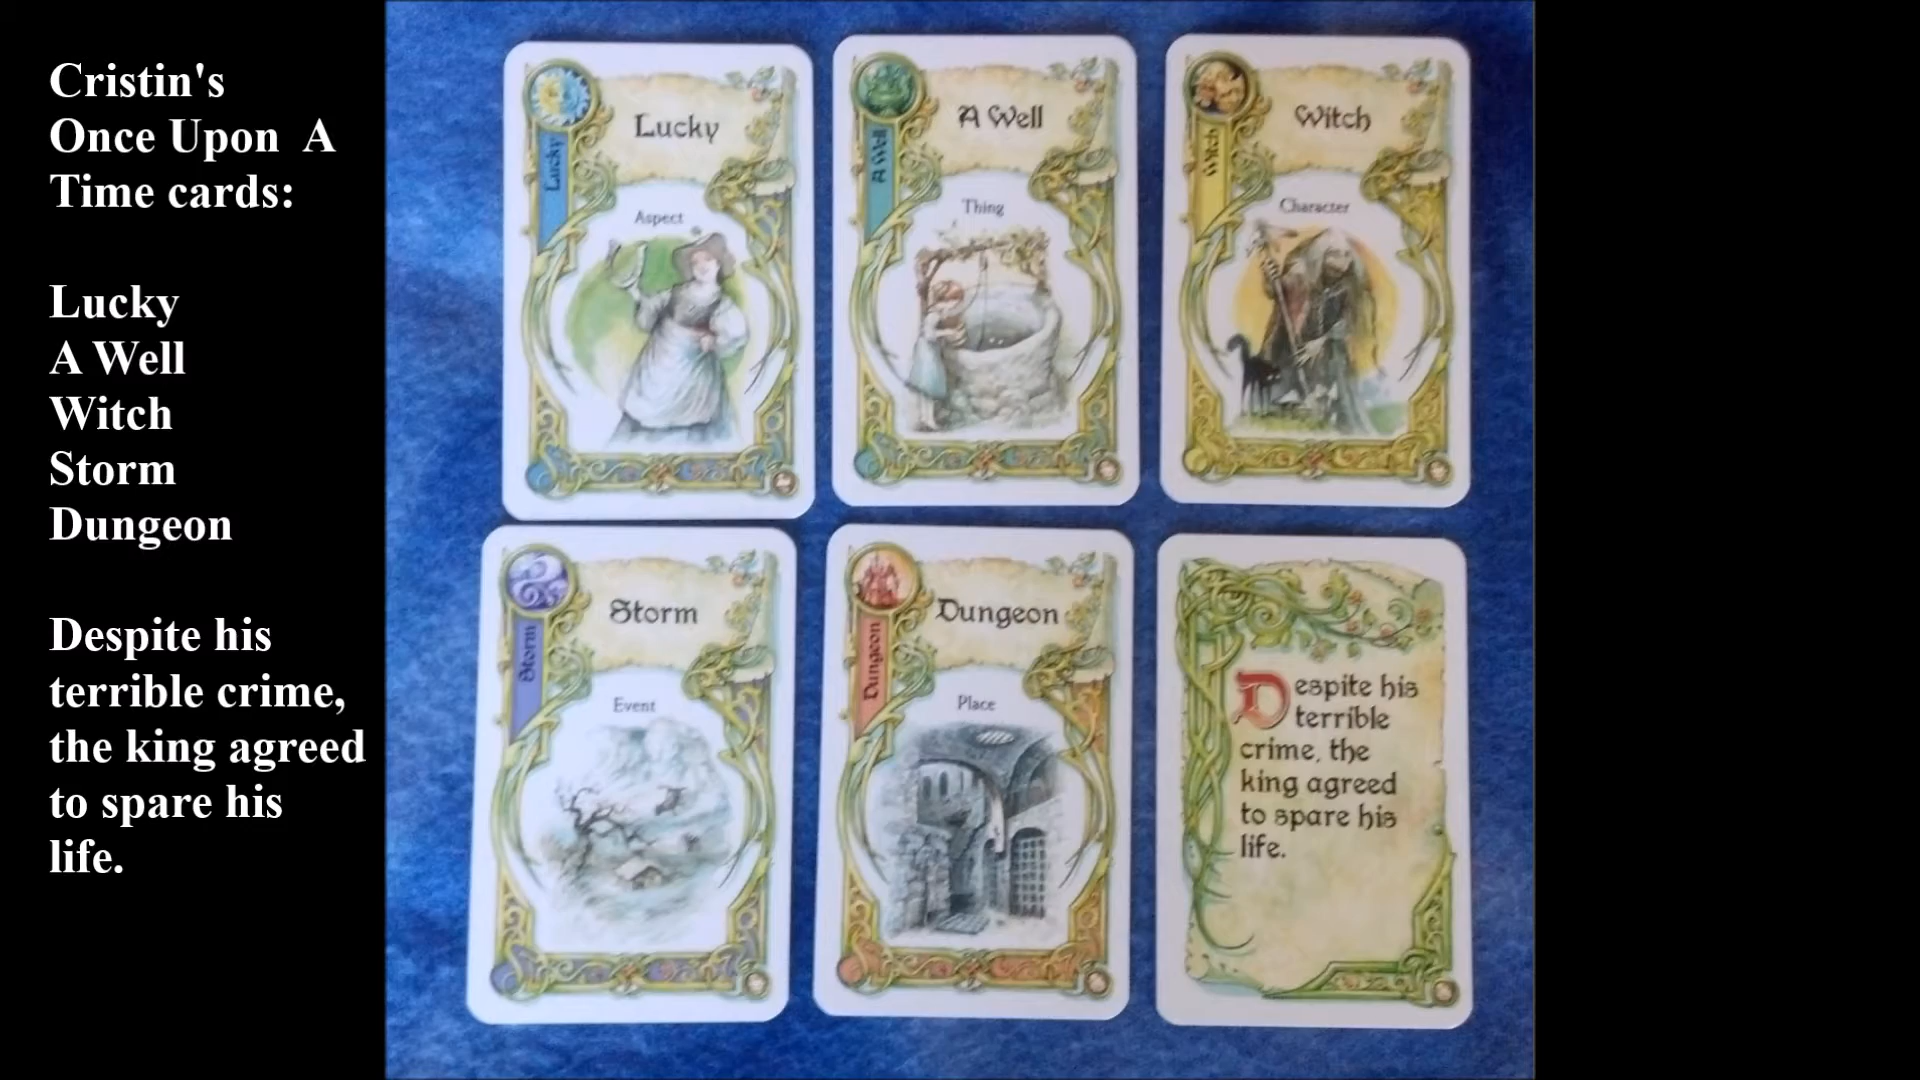 Cristin's
Once Upon A
Time cards:
Lucky
A Well
Witch
Storm
Dungeon
Despite his
terrible crime,
the king agreed
to spare his
life.
Lucky
Lucky
Aspect
A Well
A Well
Thing
Witch
Witch
Character
Storm
Storm
Event
Dungeon
Dungeon
Place
Despite his
terrible
crime, the
king agreed
to spare his
life.